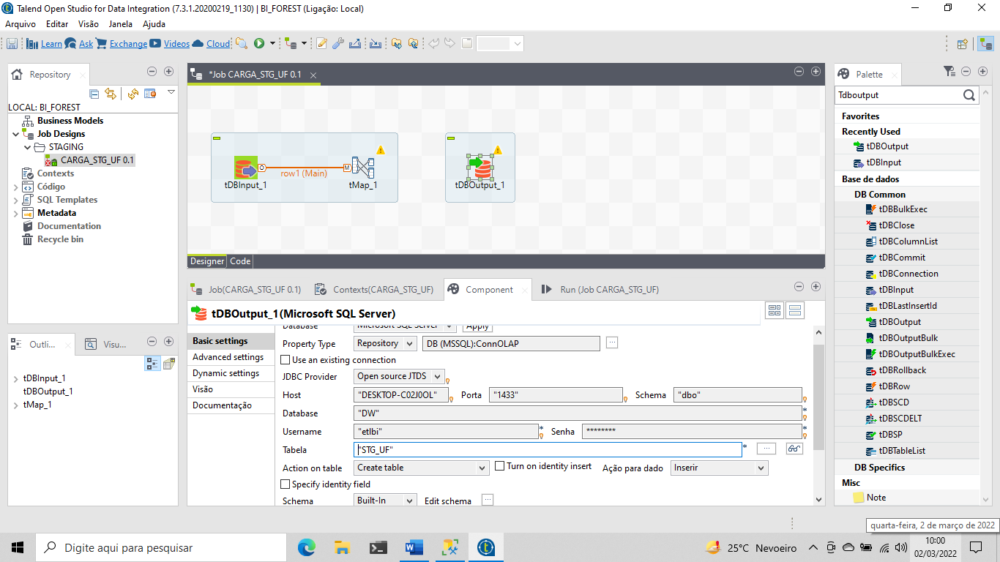 Talend Open Studio for Data Integration (7.3.1.20200219_1130) | BI_FOREST (Ligação: Local)
Arquivo Editar Visão Janela Ajuda
Learn Ask Exchange Videos Cloud
Repository
LOCAL: BI_FOREST
Business Models
Job Designs
STAGING
CARGA_STG_UF 0.1
Contexts
Código
SQL Templates
Metadata
Documentation
Recycle bin
Outli...
Visu...
tDBInput_1
tDBOutput_1
tMap_1
*Job CARGA_STG_UF 0.1
O
M
row1 (Main)
tDBInput_1
tMap_1
tDBOutput_1
Designer Code
Job(CARGA_STG_UF 0.1)
Contexts(CARGA_STG_UF)
Component
Run (Job CARGA_STG_UF)
tDBOutput_1(Microsoft SQL Server)
Basic settings
Advanced settings
Dynamic settings
Visão
Documentação
Database Microsoft SQL Server Apply
Property Type Repository DB (MSSQL):ConnOLAP ...
Use an existing connection
JDBC Provider Open source JTDS
Host "DESKTOP-C02J0OL" Porta "1433" Schema "dbo"
Database "DW" *
Username "etlbi" * Senha ******** *
Tabela "STG_UF" * ...
Action on table Create table Turn on identity insert Ação para dado Inserir
Specify identity field
Schema Built-In Edit schema ...
Palette
Tdboutput
Favorites
Recently Used
tDBOutput
tDBInput
Base de dados
DB Common
tDBBulkExec
tDBClose
tDBColumnList
tDBCommit
tDBConnection
tDBInput
tDBLastInsertId
tDBOutput
tDBOutputBulk
tDBOutputBulkExec
tDBRollback
tDBRow
tDBSCD
tDBSCDELT
tDBSP
tDBTableList
DB Specifics
Misc
Note
quarta-feira, 2 de março de 2022
Digite aqui para pesquisar
25°C Nevoeiro
10:00
02/03/2022